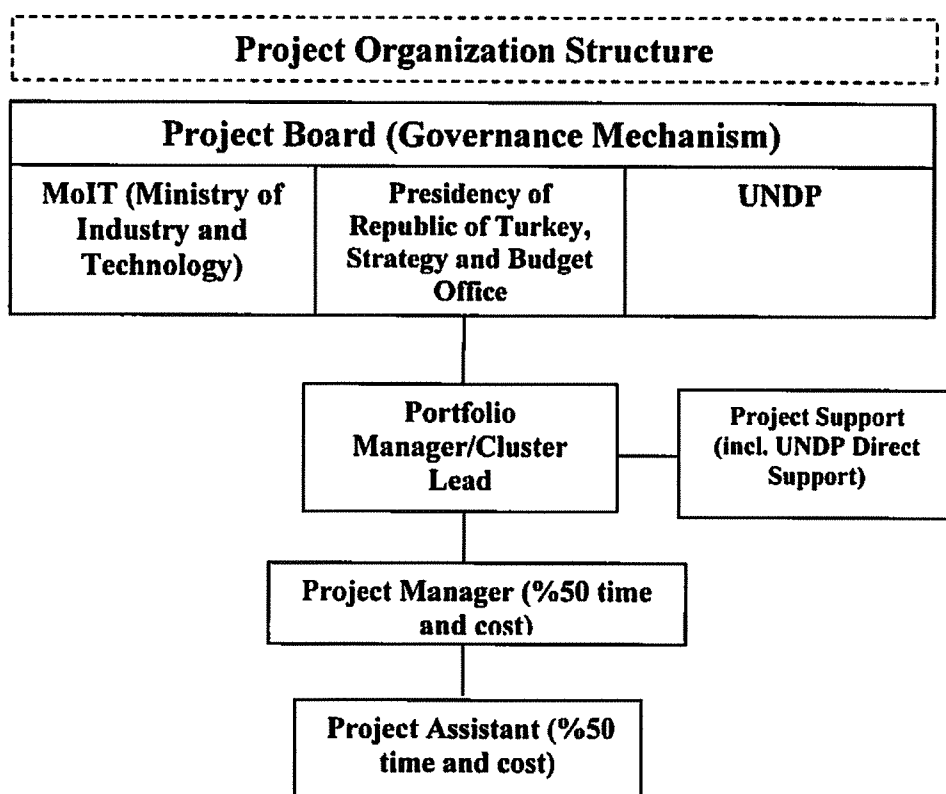 Project Organization Structure
Project Board (Governance Mechanism)
MoIT (Ministry of
Industry and
Technology)
Presidency of
Republic of Turkey,
Strategy and Budget
Office
UNDP
Portfolio
Manager/Cluster
Lead
Project Support
(incl. UNDP Direct
Support)
Project Manager (%50 time
and cost)
Project Assistant (%50
time and cost)